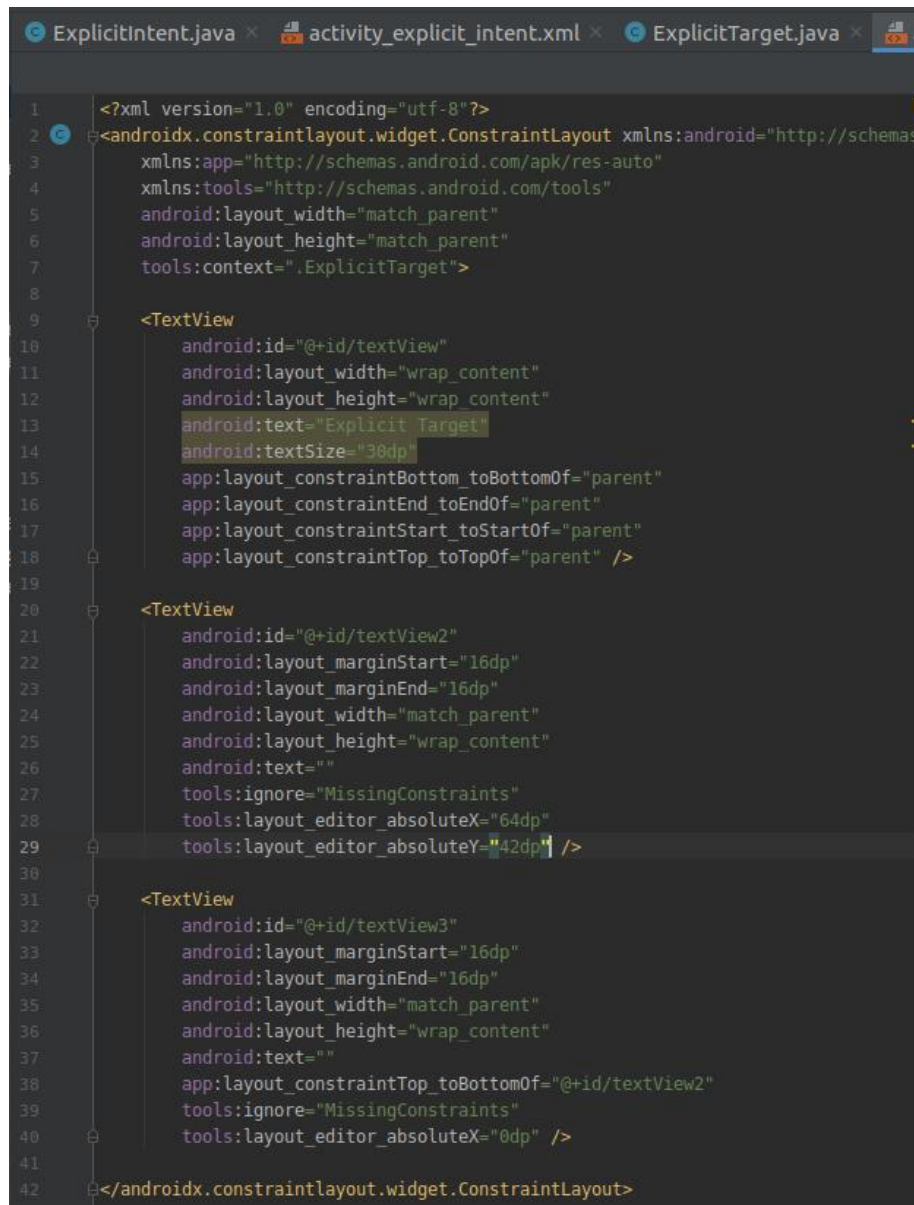 ExplicitIntent.java × activity_explicit_intent.xml × ExplicitTarget.java ×
1 <?xml version="1.0" encoding="utf-8"?>
2 <androidx.constraintlayout.widget.ConstraintLayout xmlns:android="http://schemas
3 xmlns:app="http://schemas.android.com/apk/res-auto"
4 xmlns:tools="http://schemas.android.com/tools"
5 android:layout_width="match_parent"
6 android:layout_height="match_parent"
7 tools:context=".ExplicitTarget">
8
9 <TextView
10 android:id="@+id/textView"
11 android:layout_width="wrap_content"
12 android:layout_height="wrap_content"
13 android:text="Explicit Target"
14 android:textSize="30dp"
15 app:layout_constraintBottom_toBottomOf="parent"
16 app:layout_constraintEnd_toEndOf="parent"
17 app:layout_constraintStart_toStartOf="parent"
18 app:layout_constraintTop_toTopOf="parent" />
19
20 <TextView
21 android:id="@+id/textView2"
22 android:layout_marginStart="16dp"
23 android:layout_marginEnd="16dp"
24 android:layout_width="match_parent"
25 android:layout_height="wrap_content"
26 android:text=""
27 tools:ignore="MissingConstraints"
28 tools:layout_editor_absoluteX="64dp"
29 tools:layout_editor_absoluteY="42dp" />
30
31 <TextView
32 android:id="@+id/textView3"
33 android:layout_marginStart="16dp"
34 android:layout_marginEnd="16dp"
35 android:layout_width="match_parent"
36 android:layout_height="wrap_content"
37 android:text=""
38 app:layout_constraintTop_toBottomOf="@+id/textView2"
39 tools:ignore="MissingConstraints"
40 tools:layout_editor_absoluteX="0dp" />
41
42 </androidx.constraintlayout.widget.ConstraintLayout>